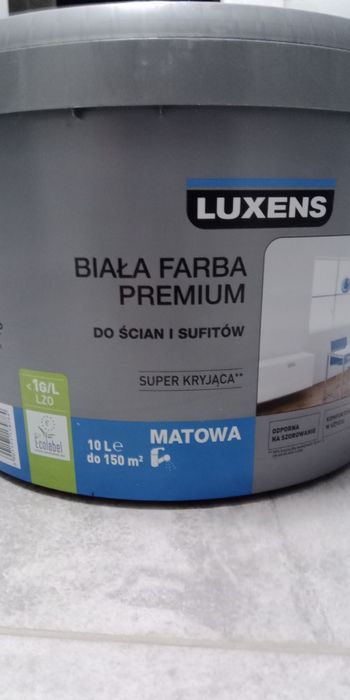 LUXENS
BIAŁA FARBA
PREMIUM
DO ŚCIAN I SUFITÓW
SUPER KRYJĄCA**
<1G/L
LZO
Ecolabel
10 L e
do 150 m²
MATOWA
ODPORNA
NA SZOROWANIE